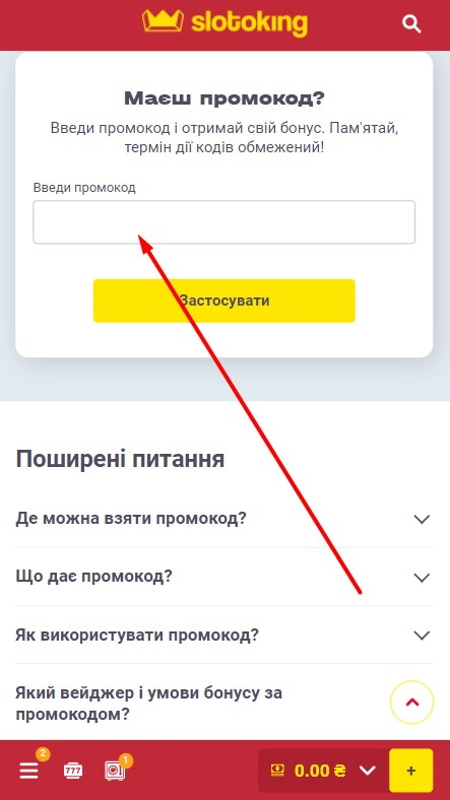 slotoking
Маєш промокод?
Введи промокод і отримай свій бонус. Пам'ятай,
термін дії кодів обмежений!
Введи промокод
Застосувати
Поширені питання
Де можна взяти промокод?
Що дає промокод?
Як використувати промокод?
Який вейджер і умови бонусу за
промокодом?
2
777
1
0.00 ₴
+